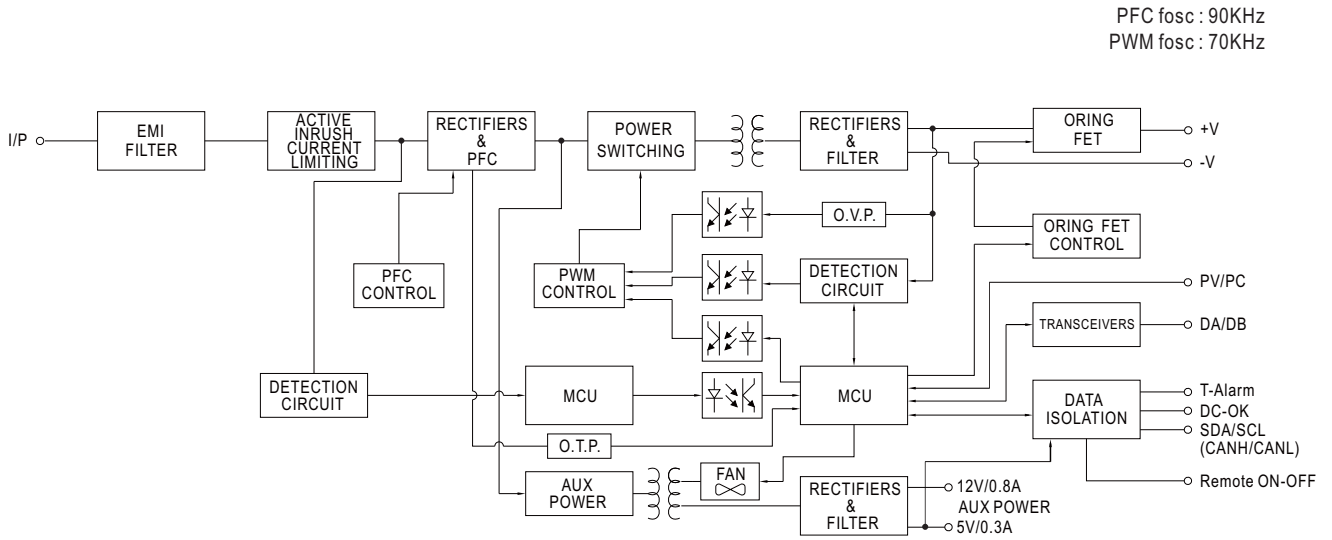 PFC fosc : 90KHz
PWM fosc : 70KHz
I/P
EMI
FILTER
ACTIVE
INRUSH
CURRENT
LIMITING
RECTIFIERS
&
PFC
POWER
SWITCHING
RECTIFIERS
&
FILTER
ORING
FET
+V
-V
O.V.P.
ORING FET
CONTROL
PFC
CONTROL
PWM
CONTROL
DETECTION
CIRCUIT
PV/PC
TRANSCEIVERS
DA/DB
DETECTION
CIRCUIT
MCU
MCU
DATA
ISOLATION
T-Alarm
DC-OK
SDA/SCL
(CANH/CANL)
O.T.P.
AUX
POWER
FAN
RECTIFIERS
&
FILTER
12V/0.8A
AUX POWER
5V/0.3A
Remote ON-OFF